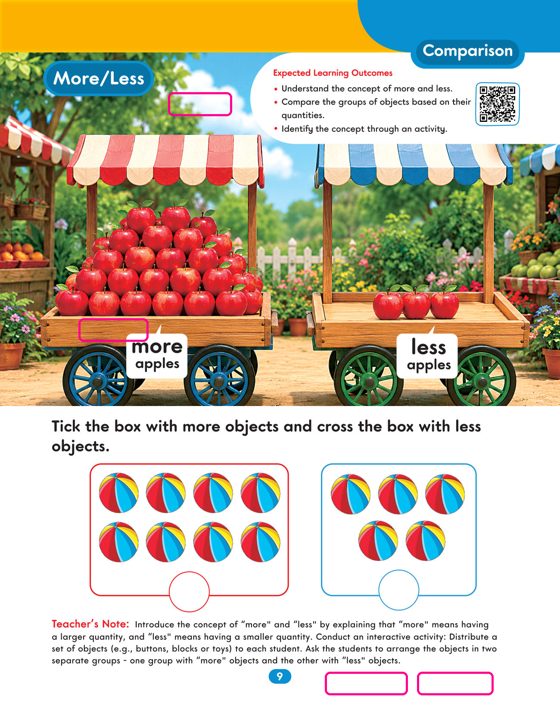 Comparison
More/Less
Expected Learning Outcomes
• Understand the concept of more and less.
• Compare the groups of objects based on their
quantities.
• Identify the concept through an activity.
more
apples
less
apples
Tick the box with more objects and cross the box with less
objects.
Teacher's Note: Introduce the concept of “more" and “less" by explaining that “more" means having
a larger quantity, and “less" means having a smaller quantity. Conduct an interactive activity: Distribute a
set of objects (e.g., buttons, blocks or toys) to each student. Ask the students to arrange the objects in two
separate groups - one group with “more" objects and the other with “less" objects.
9